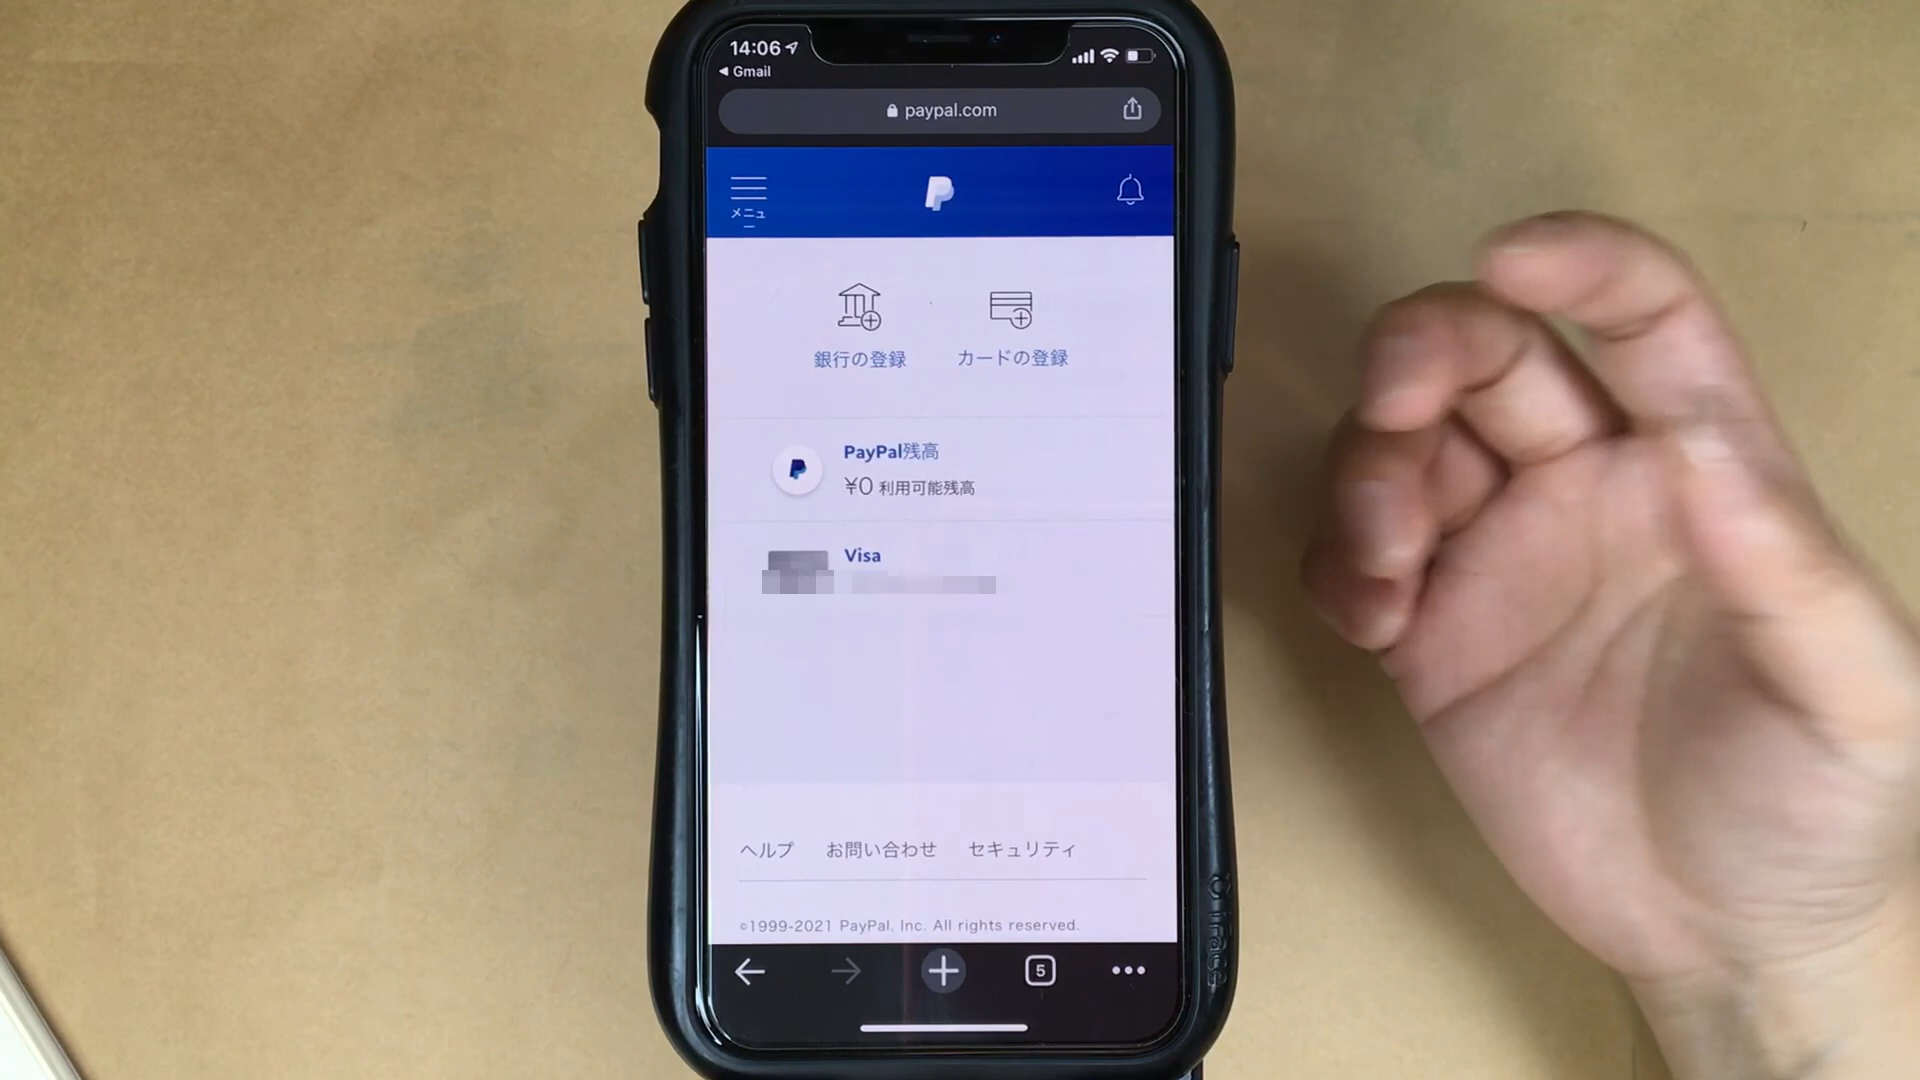 14:06
◀ Gmail
paypal.com
メニュ
ー
銀行の登録
カードの登録
PayPal残高
¥0 利用可能残高
Visa
ヘルプ
お問い合わせ
セキュリティ
©1999-2021 PayPal, Inc. All rights reserved.
5
iFace